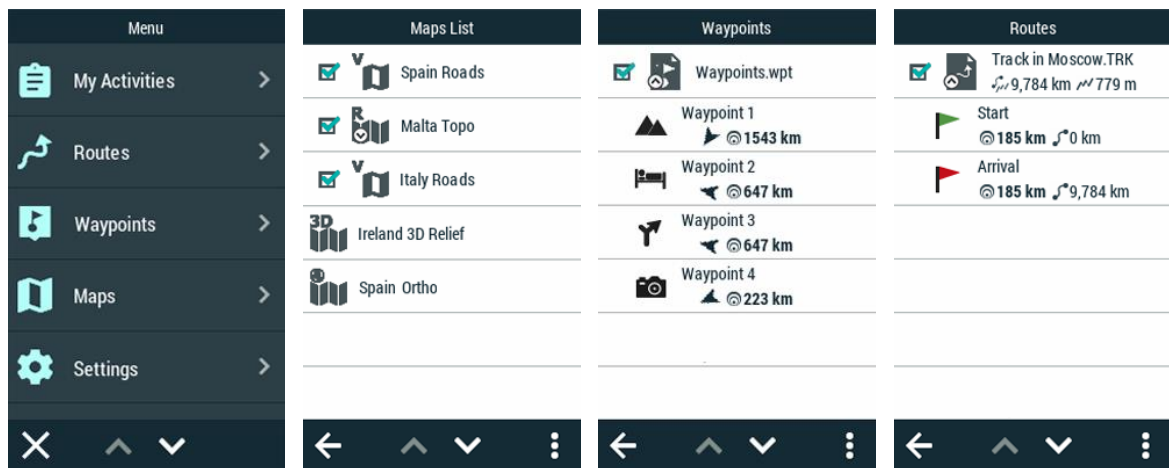 Menu
My Activities
Routes
Waypoints
Maps
Settings
Maps List
V
Spain Roads
R
Malta Topo
V
Italy Roads
3D
Ireland 3D Relief
Spain Ortho
Waypoints
Waypoints.wpt
Waypoint 1
1543 km
Waypoint 2
647 km
Waypoint 3
647 km
Waypoint 4
223 km
Routes
Track in Moscow.TRK
9,784 km 779 m
Start
185 km 0 km
Arrival
185 km 9,784 km